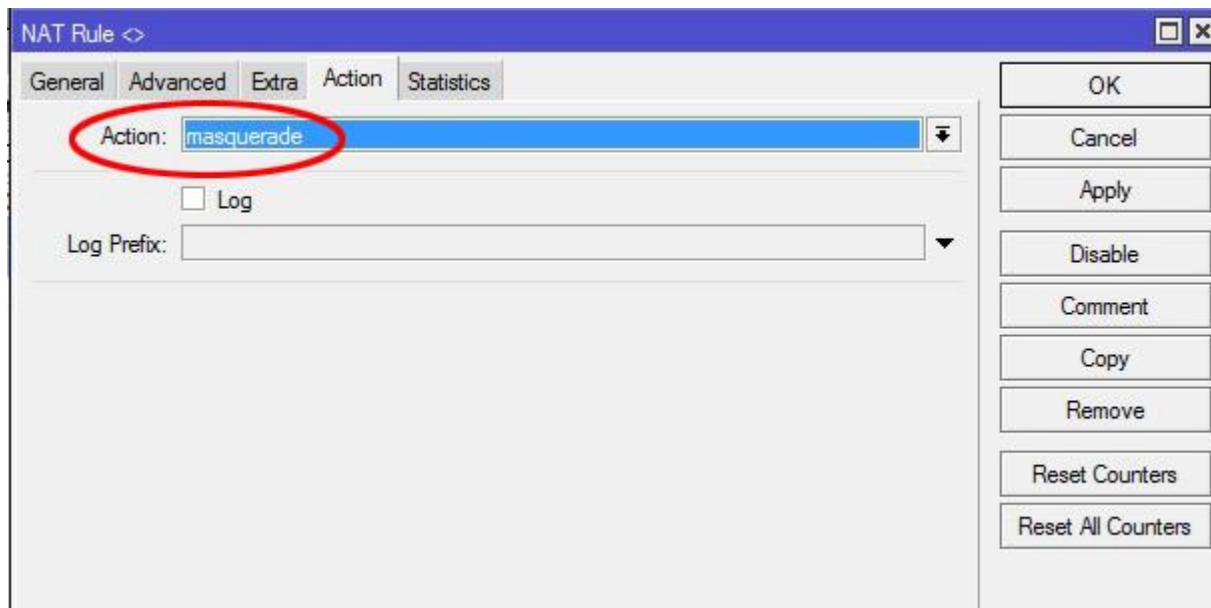 NAT Rule <>
General Advanced Extra Action Statistics
Action: masquerade
Log
Log Prefix:
OK
Cancel
Apply
Disable
Comment
Copy
Remove
Reset Counters
Reset All Counters